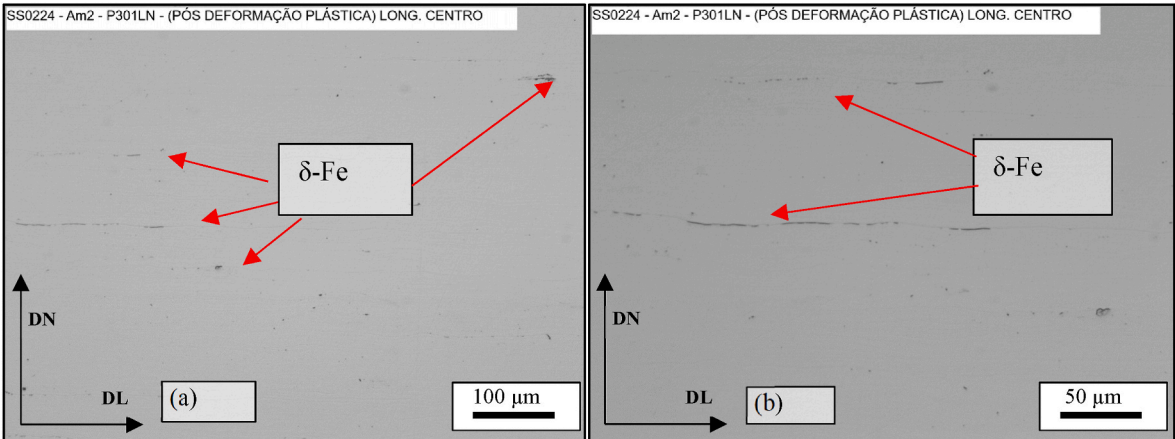 SS0224 - Am2 - P301LN - (PÓS DEFORMAÇÃO PLÁSTICA) LONG. CENTRO
δ-Fe
DN
DL
(a)
100 μm
SS0224 - Am2 - P301LN - (PÓS DEFORMAÇÃO PLÁSTICA) LONG. CENTRO
δ-Fe
DN
DL
(b)
50 μm